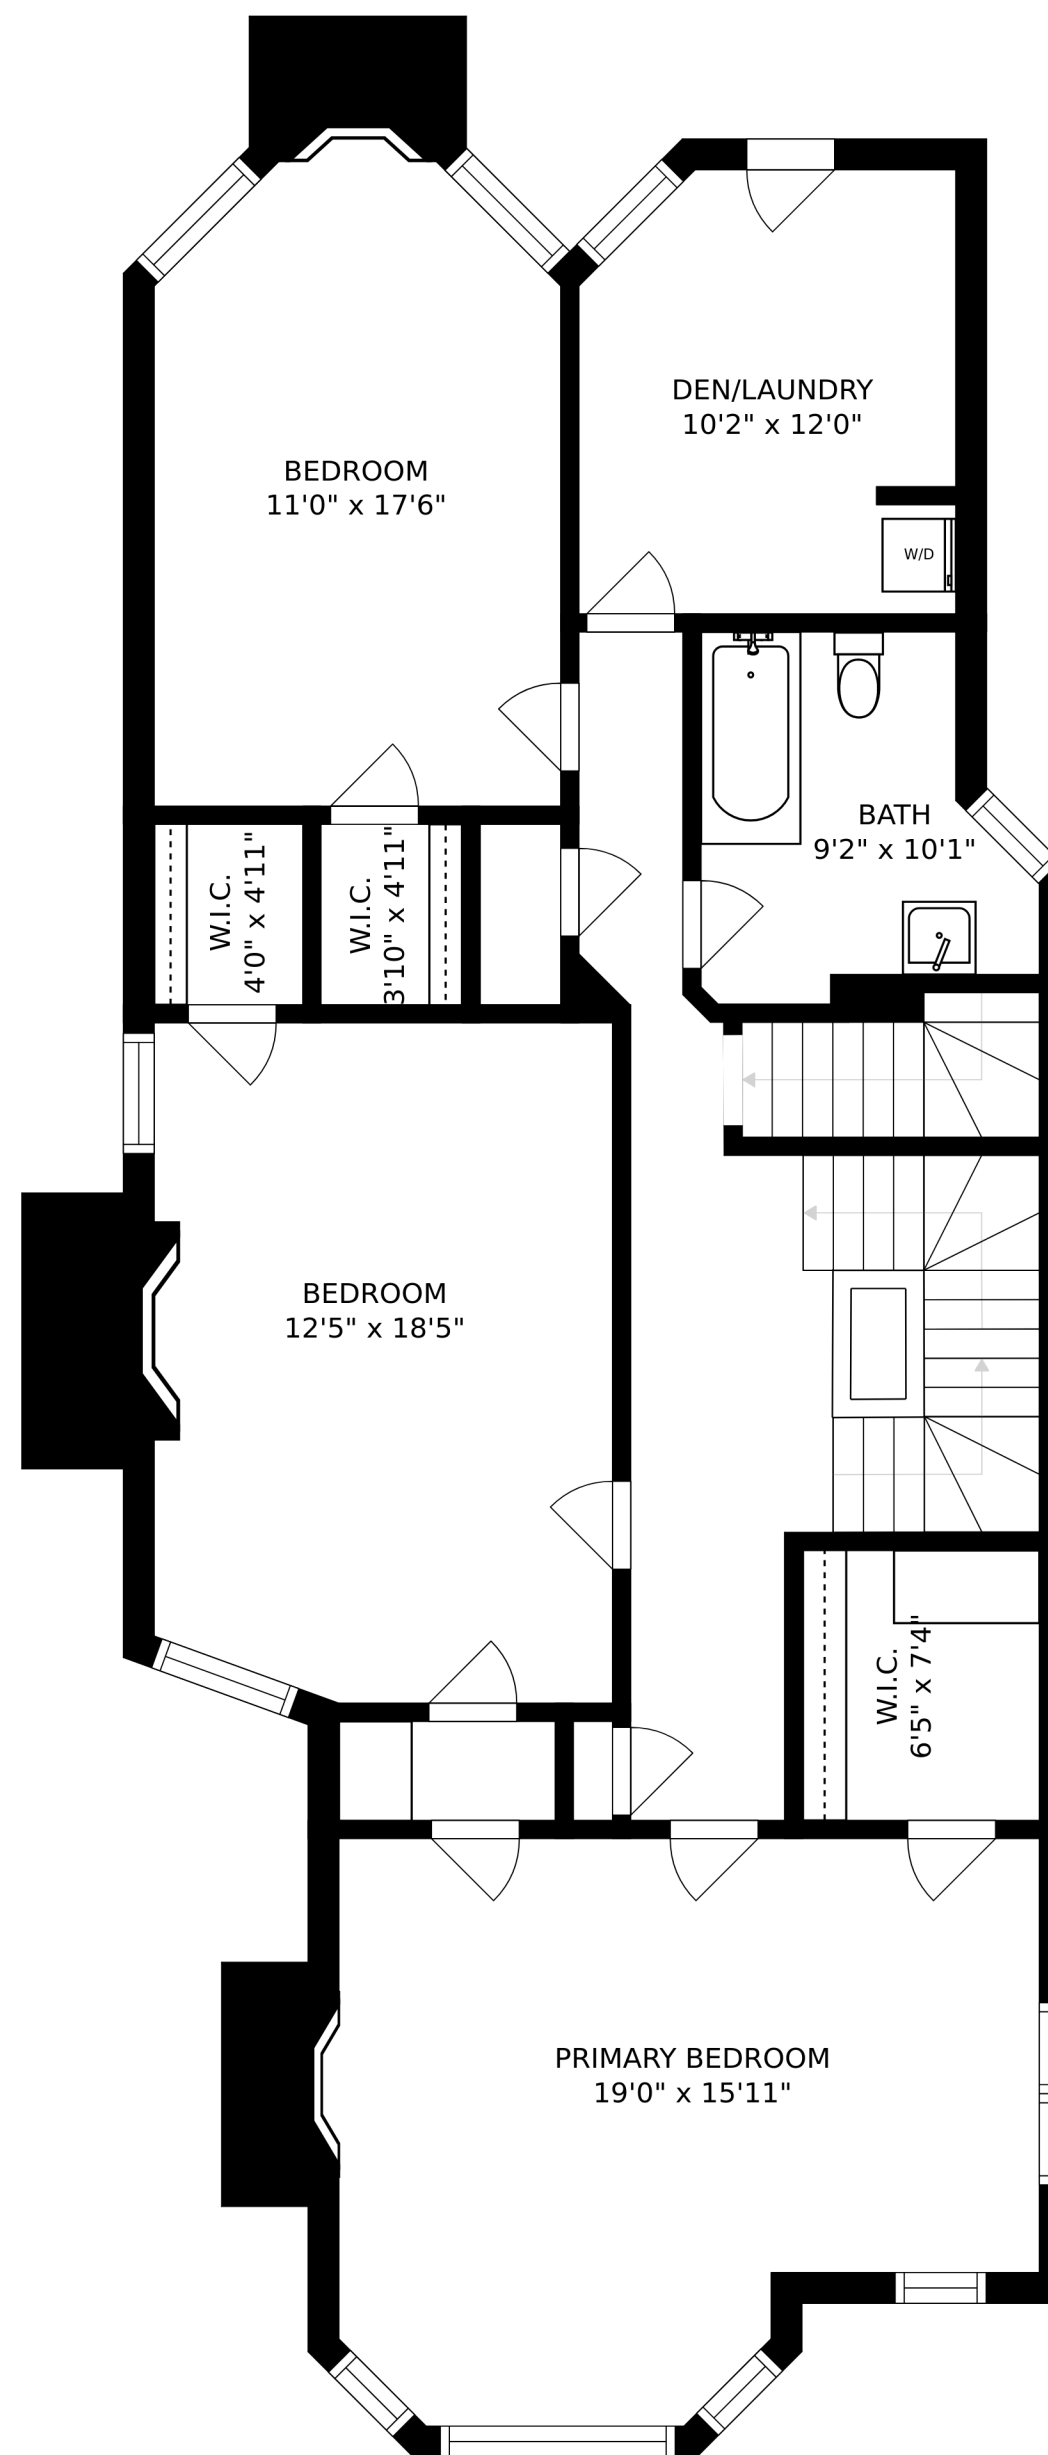 DEN/LAUNDRY
10'2" x 12'0"
BEDROOM
11'0" x 17'6"
W/D
BATH
9'2" x 10'1"
W.I.C.
4'0" x 4'11"
W.I.C.
3'10" x 4'11"
BEDROOM
12'5" x 18'5"
W.I.C.
6'5" x 7'4"
PRIMARY BEDROOM
19'0" x 15'11"